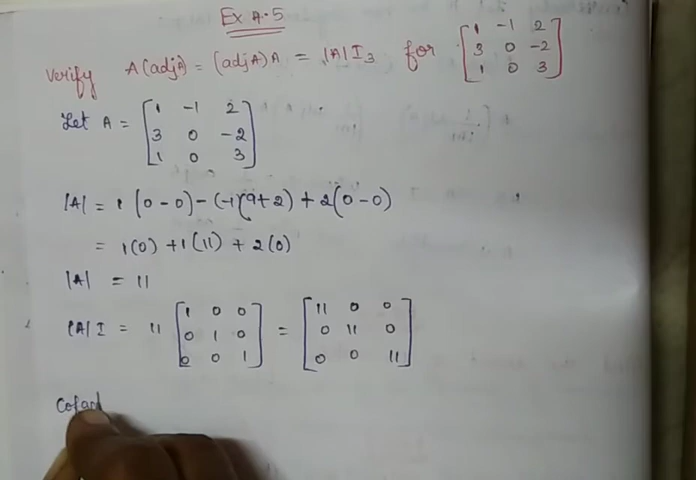 Ex A.5
Verify A(adjA) = (adjA)A = |A|I₃ for [1 -1 2
3 0 -2
1 0 3]
Let A = [1 -1 2
3 0 -2
1 0 3]
|A| = 1(0-0) - (-1)(9+2) + 2(0-0)
= 1(0) + 1(11) + 2(0)
|A| = 11
|A|I = 11 [1 0 0
0 1 0
0 0 1] = [11 0 0
0 11 0
0 0 11]
Cofact